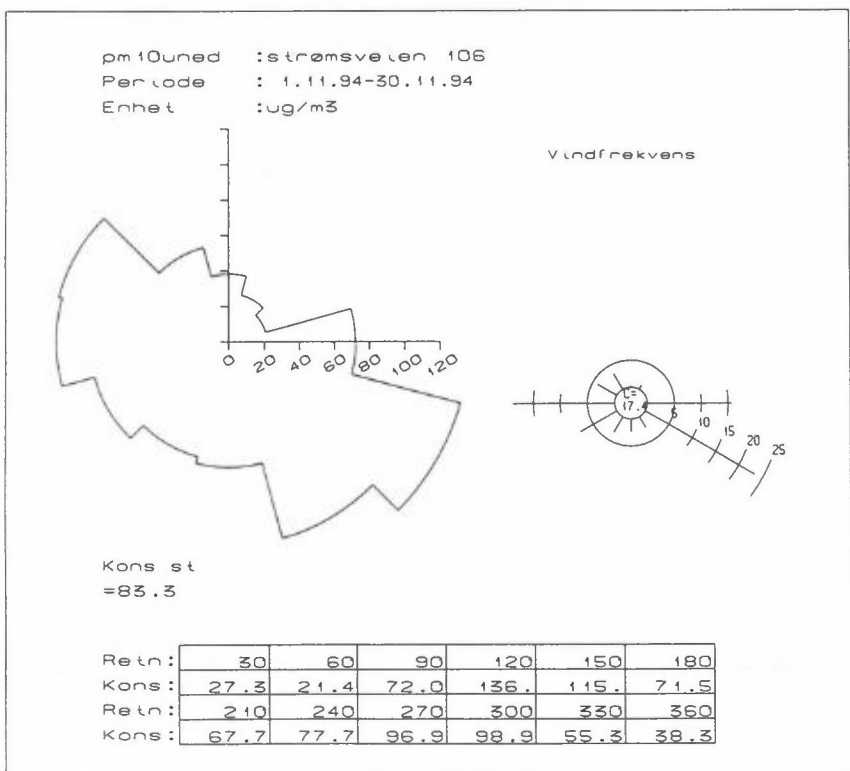 pm10uned :strømsveien 106
Periode : 1.11.94-30.11.94
Enhet :ug/m3
Vindfrekvens
0 20 40 60 80 100 120
C=
17.4
5 10 15 20 25
Kons st
=83.3
Retn: 30 60 90 120 150 180
Kons: 27.3 21.4 72.0 136. 115. 71.5
Retn: 210 240 270 300 330 360
Kons: 67.7 77.7 96.9 98.9 55.3 38.3